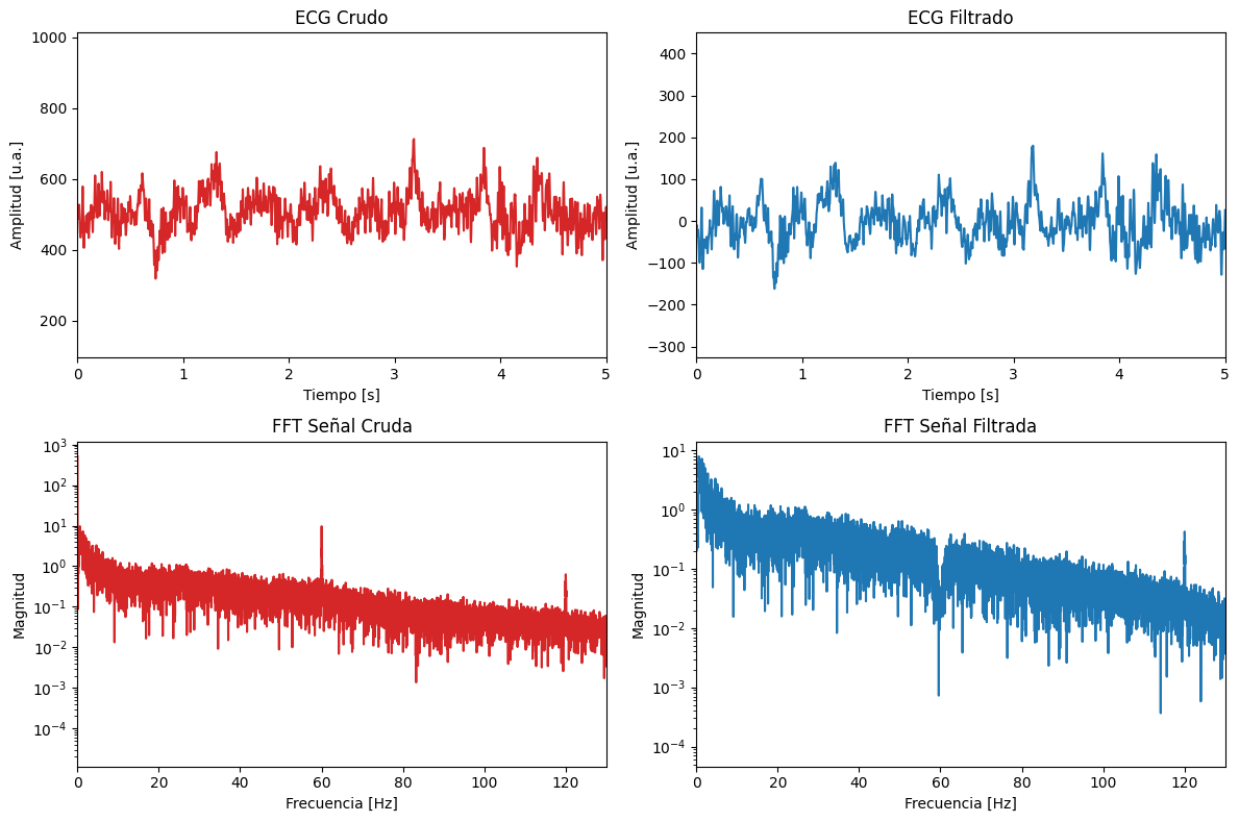 ECG Crudo
1000
800
600
400
200
Amplitud [u.a.]
0 1 2 3 4 5
Tiempo [s]
ECG Filtrado
400
300
200
100
0
−100
−200
−300
Amplitud [u.a.]
0 1 2 3 4 5
Tiempo [s]
FFT Señal Cruda
10³
10²
10¹
10⁰
10⁻¹
10⁻²
10⁻³
10⁻⁴
Magnitud
0 20 40 60 80 100 120
Frecuencia [Hz]
FFT Señal Filtrada
10¹
10⁰
10⁻¹
10⁻²
10⁻³
10⁻⁴
Magnitud
0 20 40 60 80 100 120
Frecuencia [Hz]